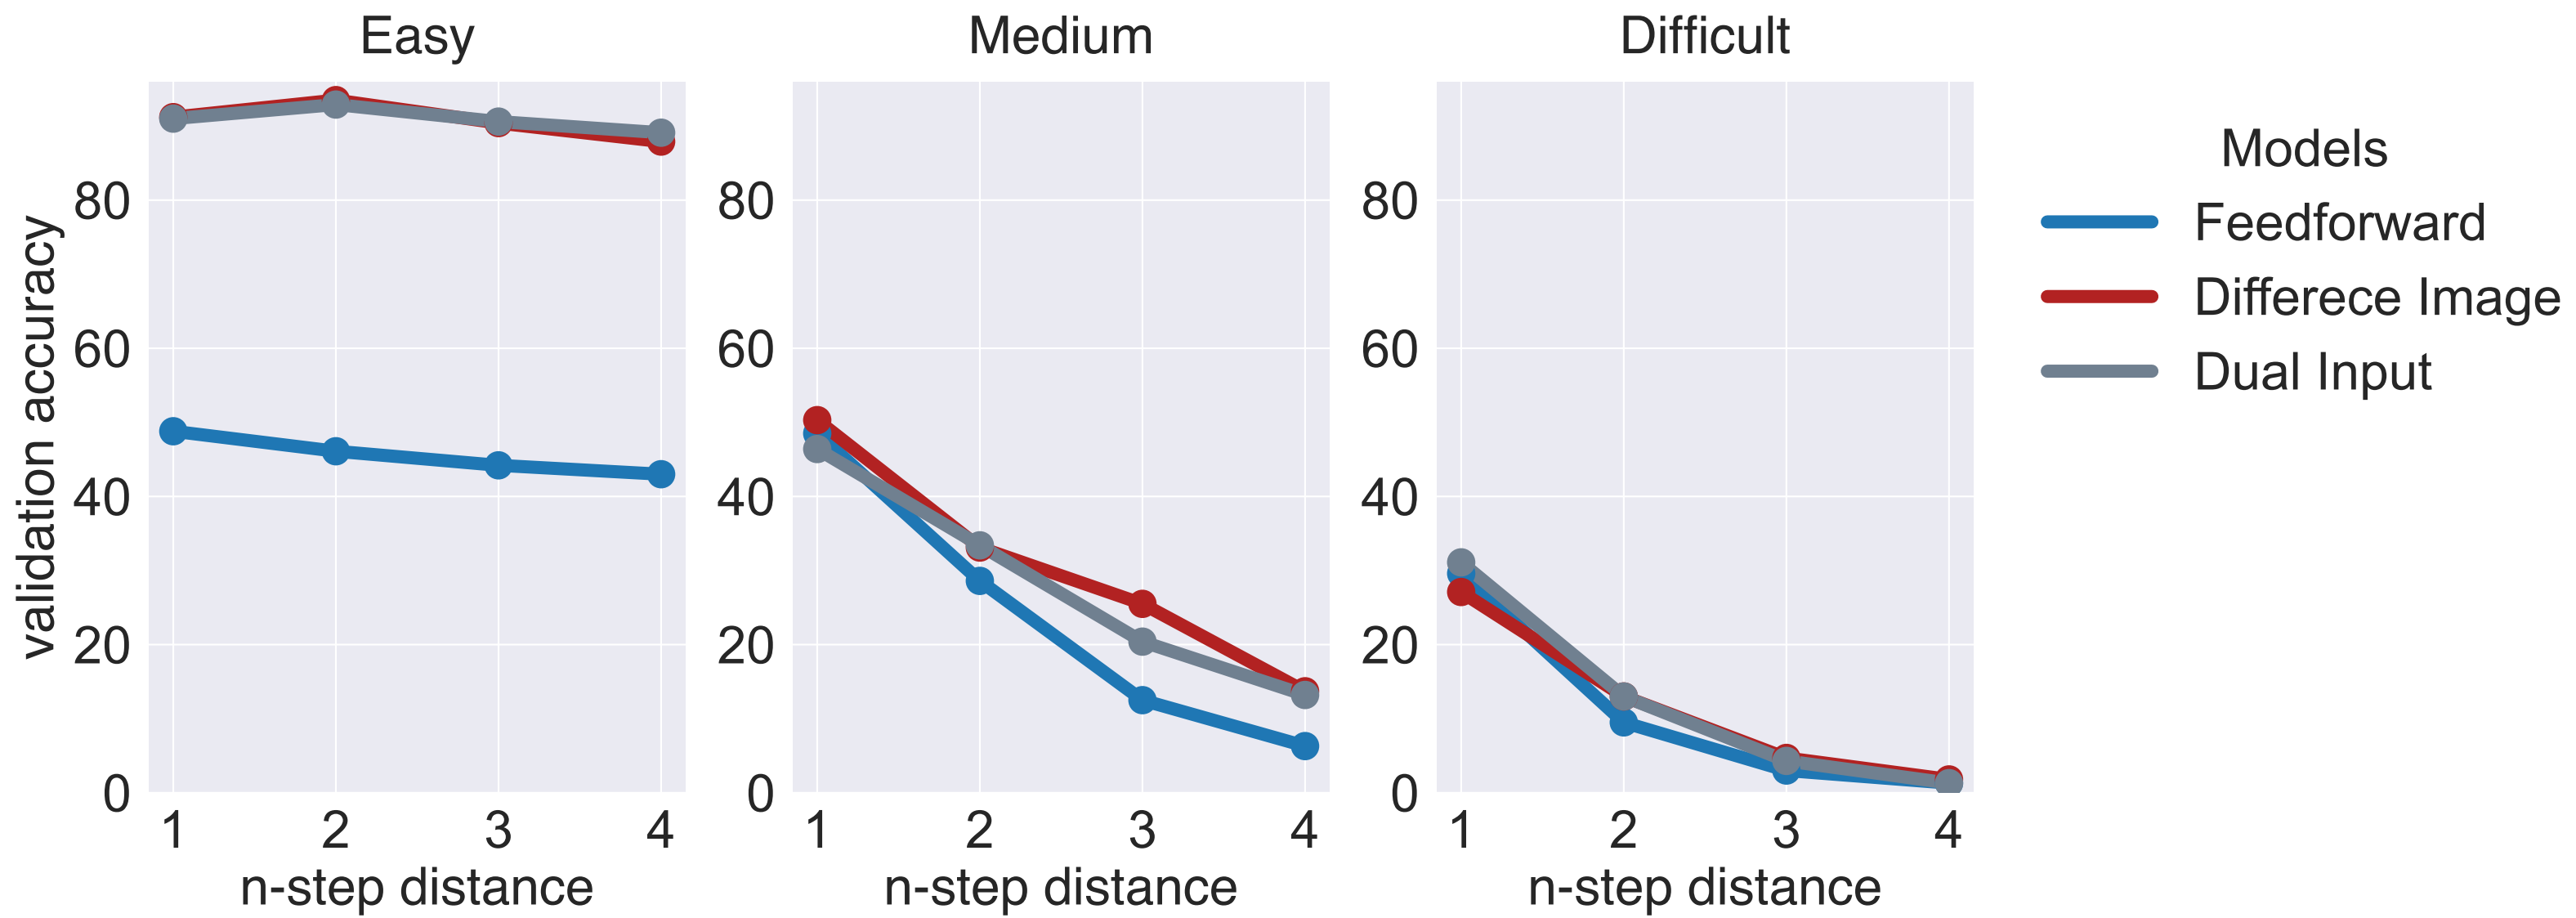 Easy
Medium
Difficult
validation accuracy
80
60
40
20
0
1 2 3 4
n-step distance
80
60
40
20
0
1 2 3 4
n-step distance
80
60
40
20
0
1 2 3 4
n-step distance
Models
Feedforward
Differece Image
Dual Input